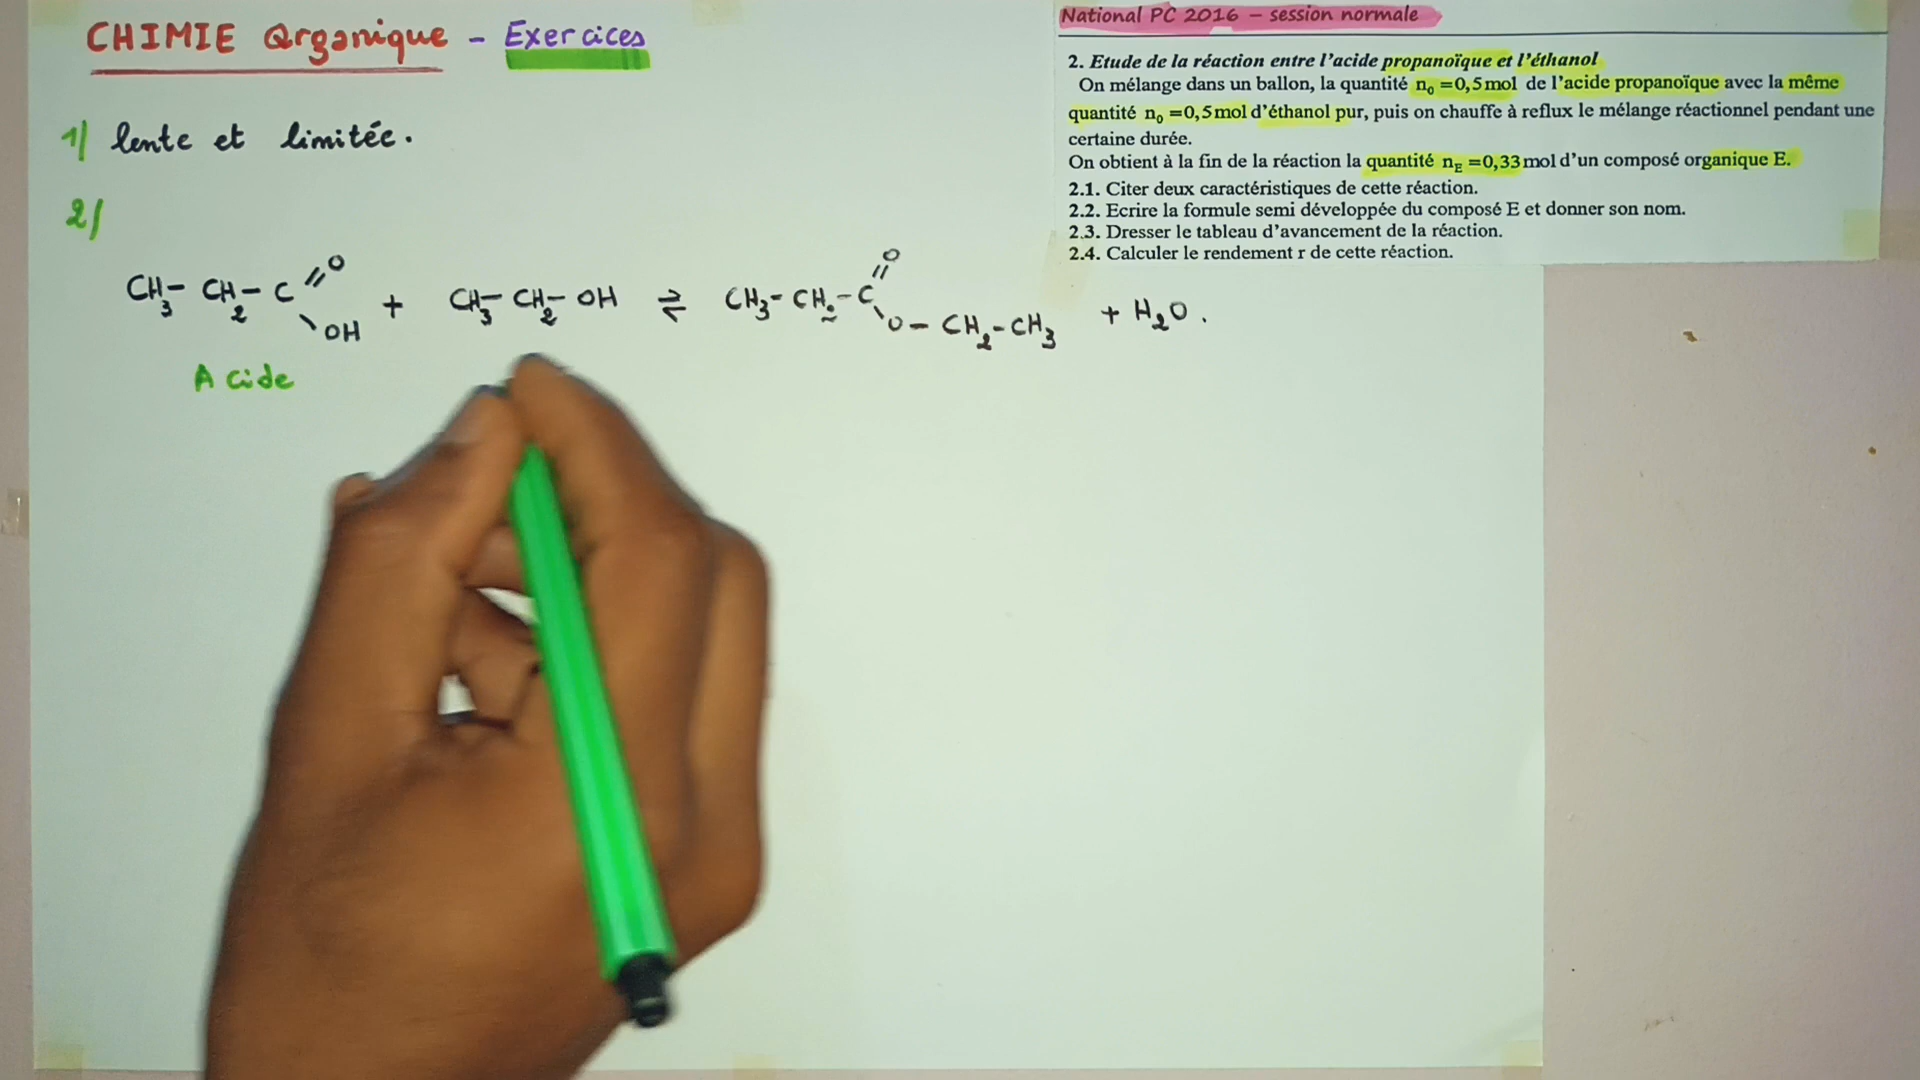 CHIMIE Organique - Exercices
National PC 2016 – session normale
2. Etude de la réaction entre l'acide propanoïque et l'éthanol
On mélange dans un ballon, la quantité n₀ =0,5mol de l'acide propanoïque avec la même
quantité n₀ =0,5mol d'éthanol pur, puis on chauffe à reflux le mélange réactionnel pendant une
certaine durée.
On obtient à la fin de la réaction la quantité n_E =0,33mol d'un composé organique E.
2.1. Citer deux caractéristiques de cette réaction.
2.2. Ecrire la formule semi développée du composé E et donner son nom.
2.3. Dresser le tableau d'avancement de la réaction.
2.4. Calculer le rendement r de cette réaction.
1) lente et limitée.
2)
CH₃- CH₂- C //O \OH + CH₃- CH₂- OH ⇌ CH₃- CH₂- C //O \O- CH₂- CH₃ + H₂O .
Acide